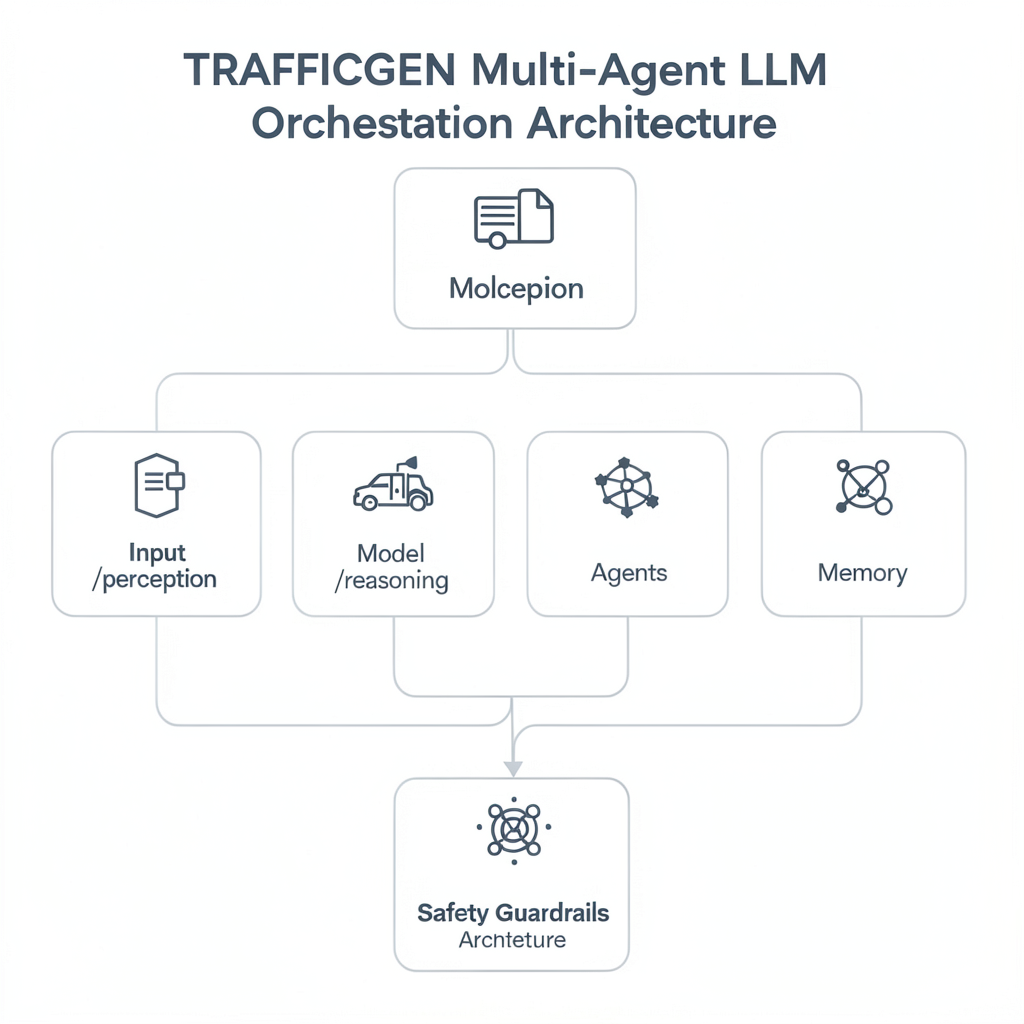 TRAFFICGEN Multi-Agent LLM
Orchestation Architecture
Molcepion
Input
/perception
Model
/reasoning
Agents
Memory
Safety Guardrails
Archteture